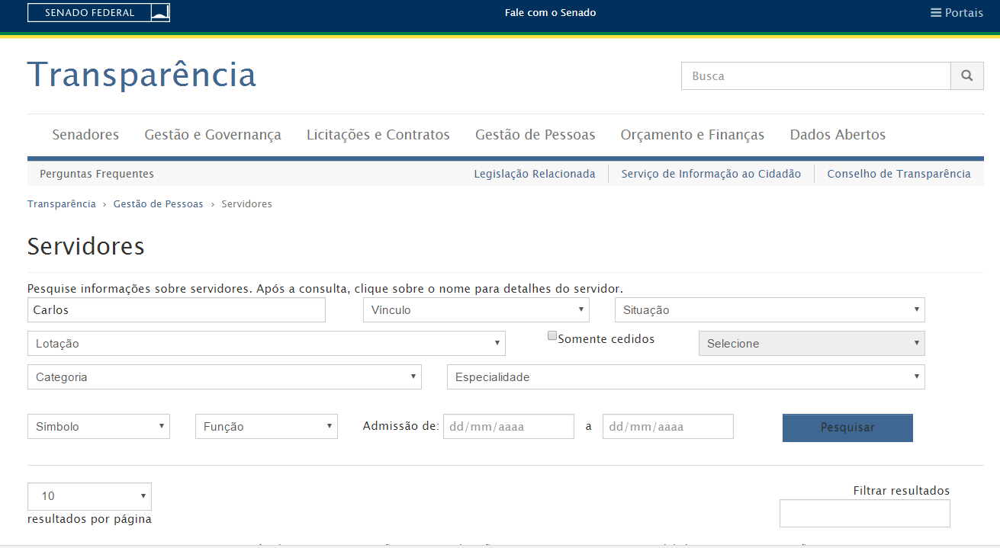 SENADO FEDERAL Fale com o Senado Portais
Transparência
Busca
Senadores Gestão e Governança Licitações e Contratos Gestão de Pessoas Orçamento e Finanças Dados Abertos
Perguntas Frequentes Legislação Relacionada Serviço de Informação ao Cidadão Conselho de Transparência
Transparência › Gestão de Pessoas › Servidores
Servidores
Pesquise informações sobre servidores. Após a consulta, clique sobre o nome para detalhes do servidor.
Carlos Vínculo Situação
Lotação Somente cedidos Selecione
Categoria Especialidade
Símbolo Função Admissão de: dd/mm/aaaa a dd/mm/aaaa Pesquisar
10 Filtrar resultados
resultados por página